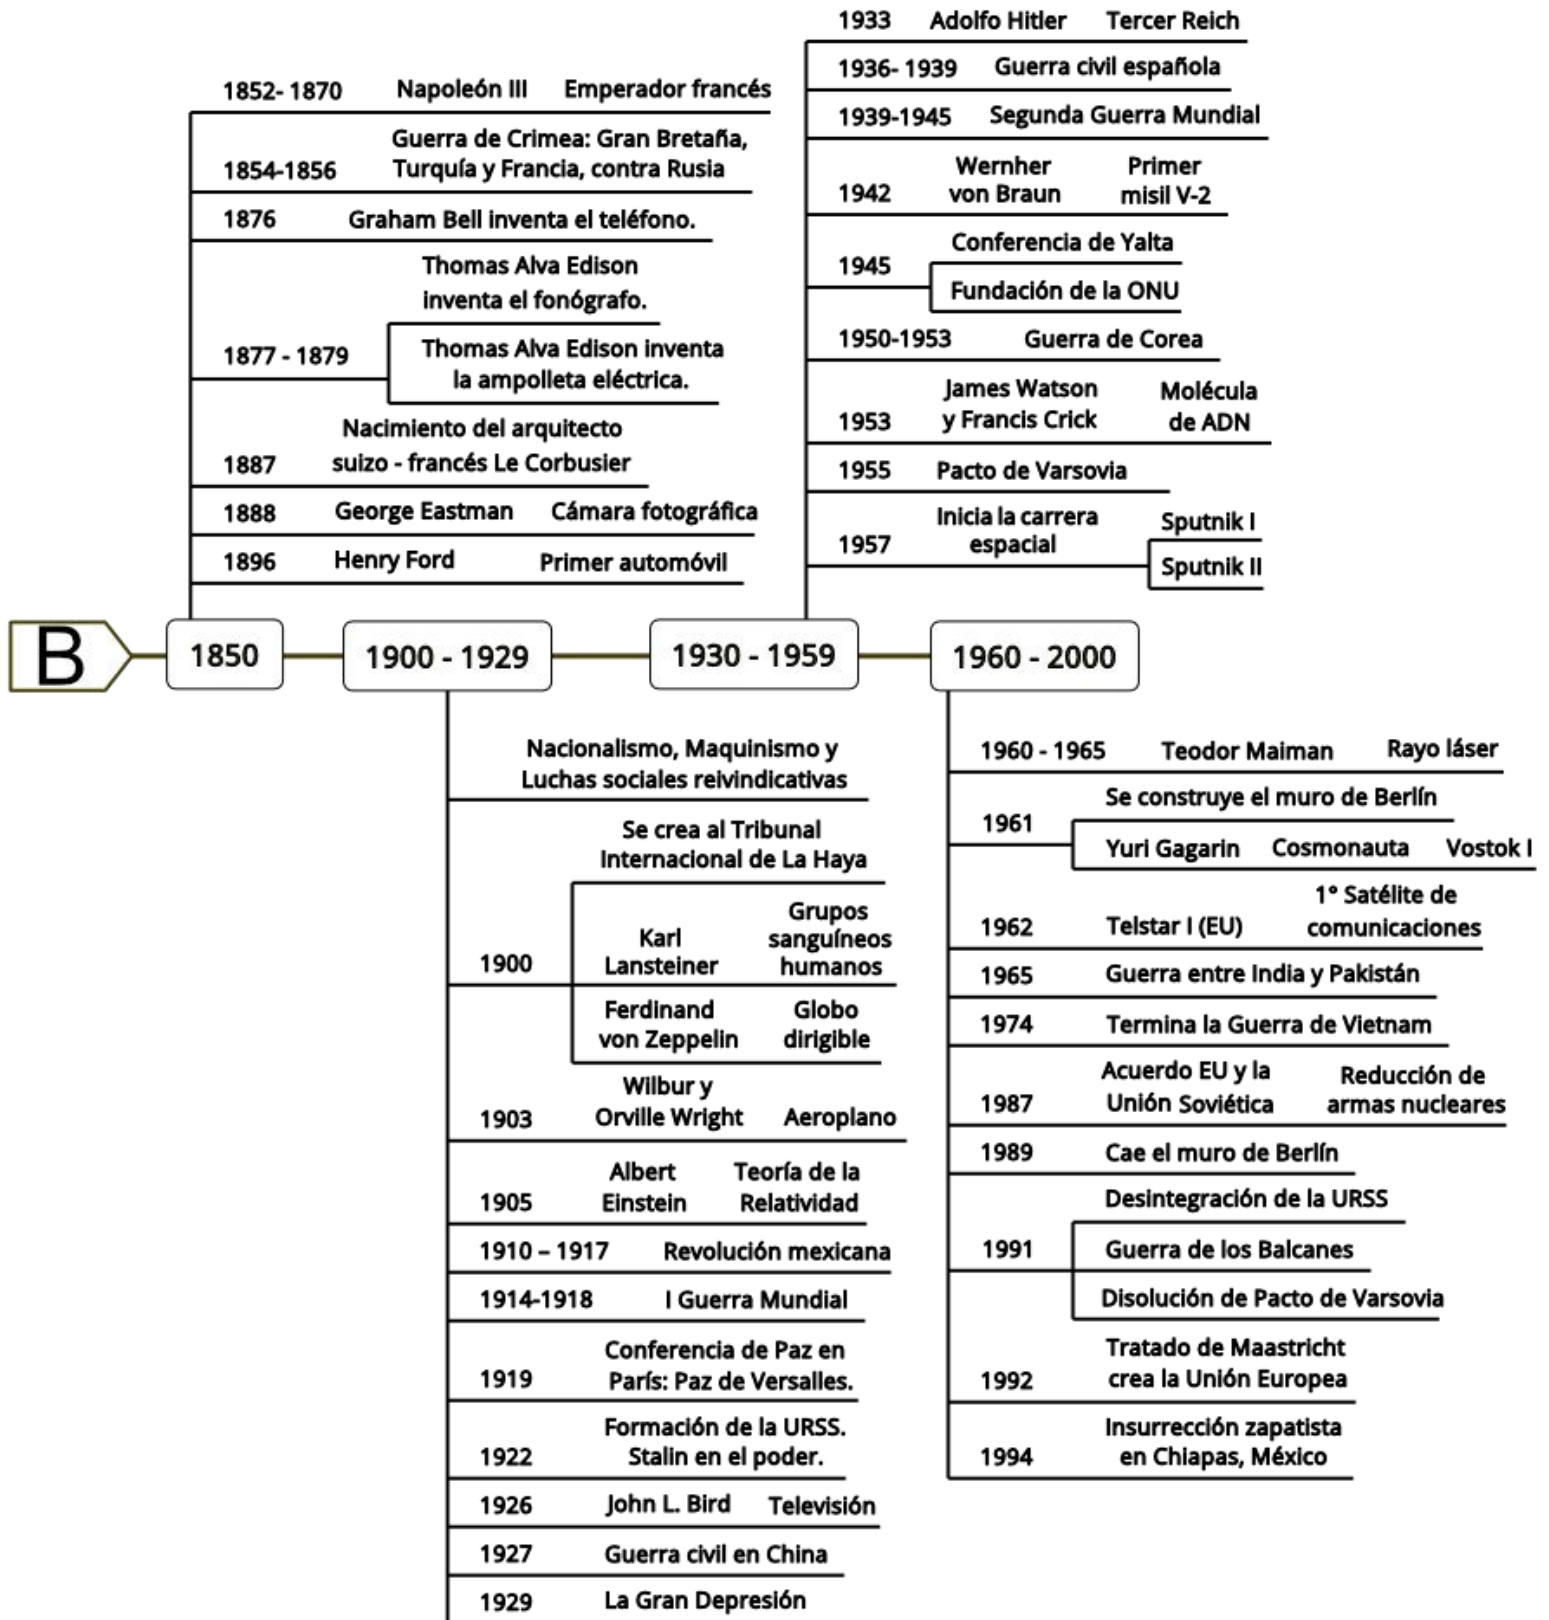 1852- 1870 Napoleón III Emperador francés
Guerra de Crimea: Gran Bretaña,
1854-1856 Turquía y Francia, contra Rusia
1876 Graham Bell inventa el teléfono.
Thomas Alva Edison
inventa el fonógrafo.
1877 - 1879
Thomas Alva Edison inventa
la ampolleta eléctrica.
Nacimiento del arquitecto
1887 suizo - francés Le Corbusier
1888 George Eastman Cámara fotográfica
1896 Henry Ford Primer automóvil
1933 Adolfo Hitler Tercer Reich
1936- 1939 Guerra civil española
1939-1945 Segunda Guerra Mundial
Wernher Primer
1942 von Braun misil V-2
Conferencia de Yalta
1945
Fundación de la ONU
1950-1953 Guerra de Corea
James Watson Molécula
1953 y Francis Crick de ADN
1955 Pacto de Varsovia
Inicia la carrera Sputnik I
1957 espacial
Sputnik II
B 1850 1900 - 1929 1930 - 1959 1960 - 2000
Nacionalismo, Maquinismo y
Luchas sociales reivindicativas
Se crea al Tribunal
Internacional de La Haya
Grupos
Karl sanguíneos
1900 Lansteiner humanos
Ferdinand Globo
von Zeppelin dirigible
Wilbur y
1903 Orville Wright Aeroplano
Albert Teoría de la
1905 Einstein Relatividad
1910 – 1917 Revolución mexicana
1914-1918 I Guerra Mundial
Conferencia de Paz en
1919 París: Paz de Versalles.
Formación de la URSS.
1922 Stalin en el poder.
1926 John L. Bird Televisión
1927 Guerra civil en China
1929 La Gran Depresión
1960 - 1965 Teodor Maiman Rayo láser
Se construye el muro de Berlín
1961
Yuri Gagarin Cosmonauta Vostok I
1° Satélite de
1962 Telstar I (EU) comunicaciones
1965 Guerra entre India y Pakistán
1974 Termina la Guerra de Vietnam
Acuerdo EU y la Reducción de
1987 Unión Soviética armas nucleares
1989 Cae el muro de Berlín
Desintegración de la URSS
1991 Guerra de los Balcanes
Disolución de Pacto de Varsovia
Tratado de Maastricht
1992 crea la Unión Europea
Insurrección zapatista
1994 en Chiapas, México